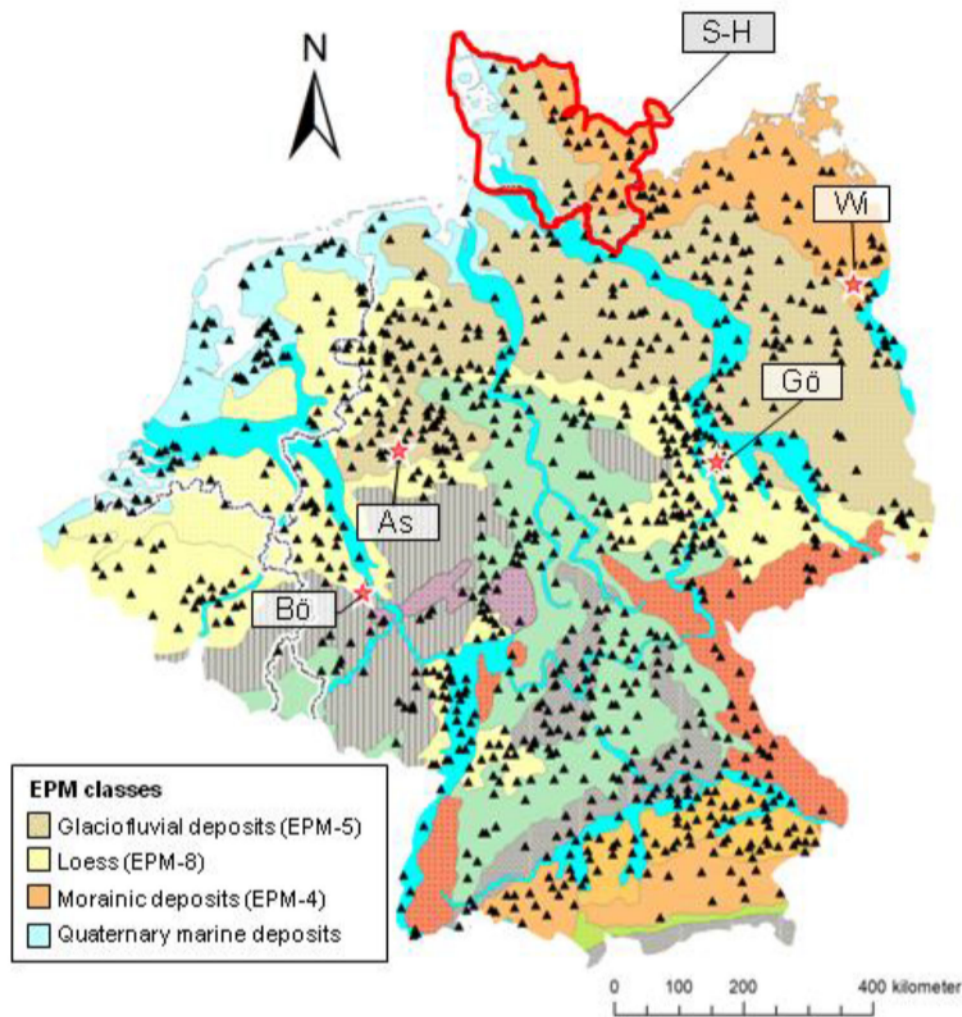 S-H
N
Wi
Gö
As
Bö
EPM classes
Glaciofluvial deposits (EPM-5)
Loess (EPM-8)
Morainic deposits (EPM-4)
Quaternary marine deposits
0 100 200 400 kilometer